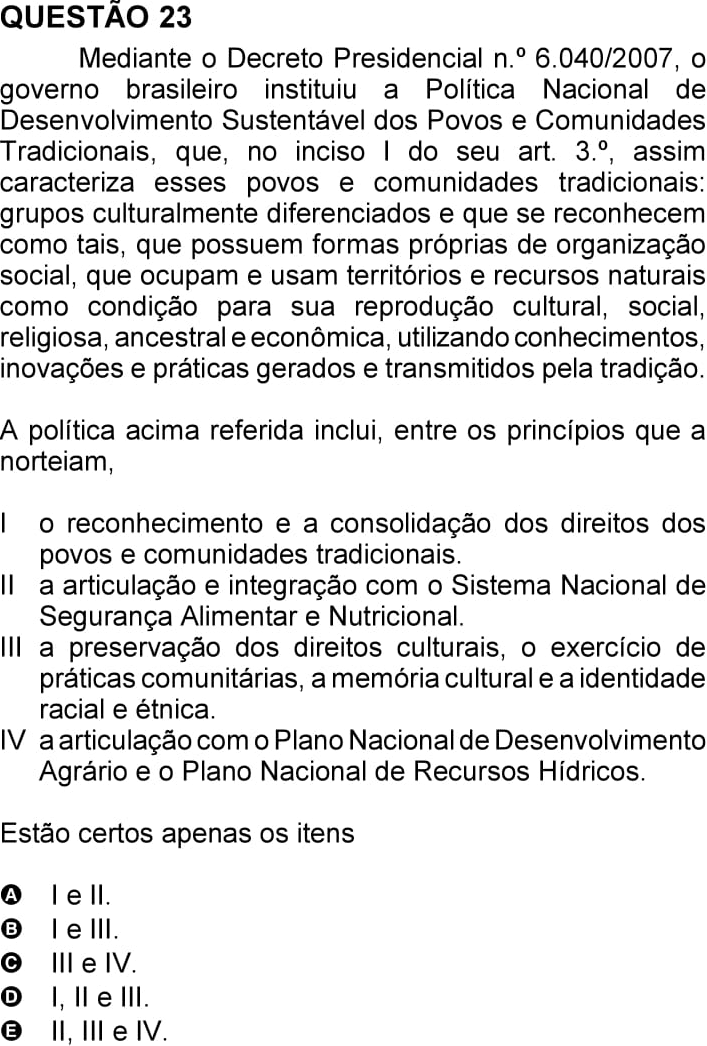 QUESTÃO 23
Mediante o Decreto Presidencial n.º 6.040/2007, o
governo brasileiro instituiu a Política Nacional de
Desenvolvimento Sustentável dos Povos e Comunidades
Tradicionais, que, no inciso I do seu art. 3.º, assim
caracteriza esses povos e comunidades tradicionais:
grupos culturalmente diferenciados e que se reconhecem
como tais, que possuem formas próprias de organização
social, que ocupam e usam territórios e recursos naturais
como condição para sua reprodução cultural, social,
religiosa, ancestral e econômica, utilizando conhecimentos,
inovações e práticas gerados e transmitidos pela tradição.
A política acima referida inclui, entre os princípios que a
norteiam,
I o reconhecimento e a consolidação dos direitos dos
povos e comunidades tradicionais.
II a articulação e integração com o Sistema Nacional de
Segurança Alimentar e Nutricional.
III a preservação dos direitos culturais, o exercício de
práticas comunitárias, a memória cultural e a identidade
racial e étnica.
IV a articulação com o Plano Nacional de Desenvolvimento
Agrário e o Plano Nacional de Recursos Hídricos.
Estão certos apenas os itens
A I e II.
B I e III.
C III e IV.
D I, II e III.
E II, III e IV.